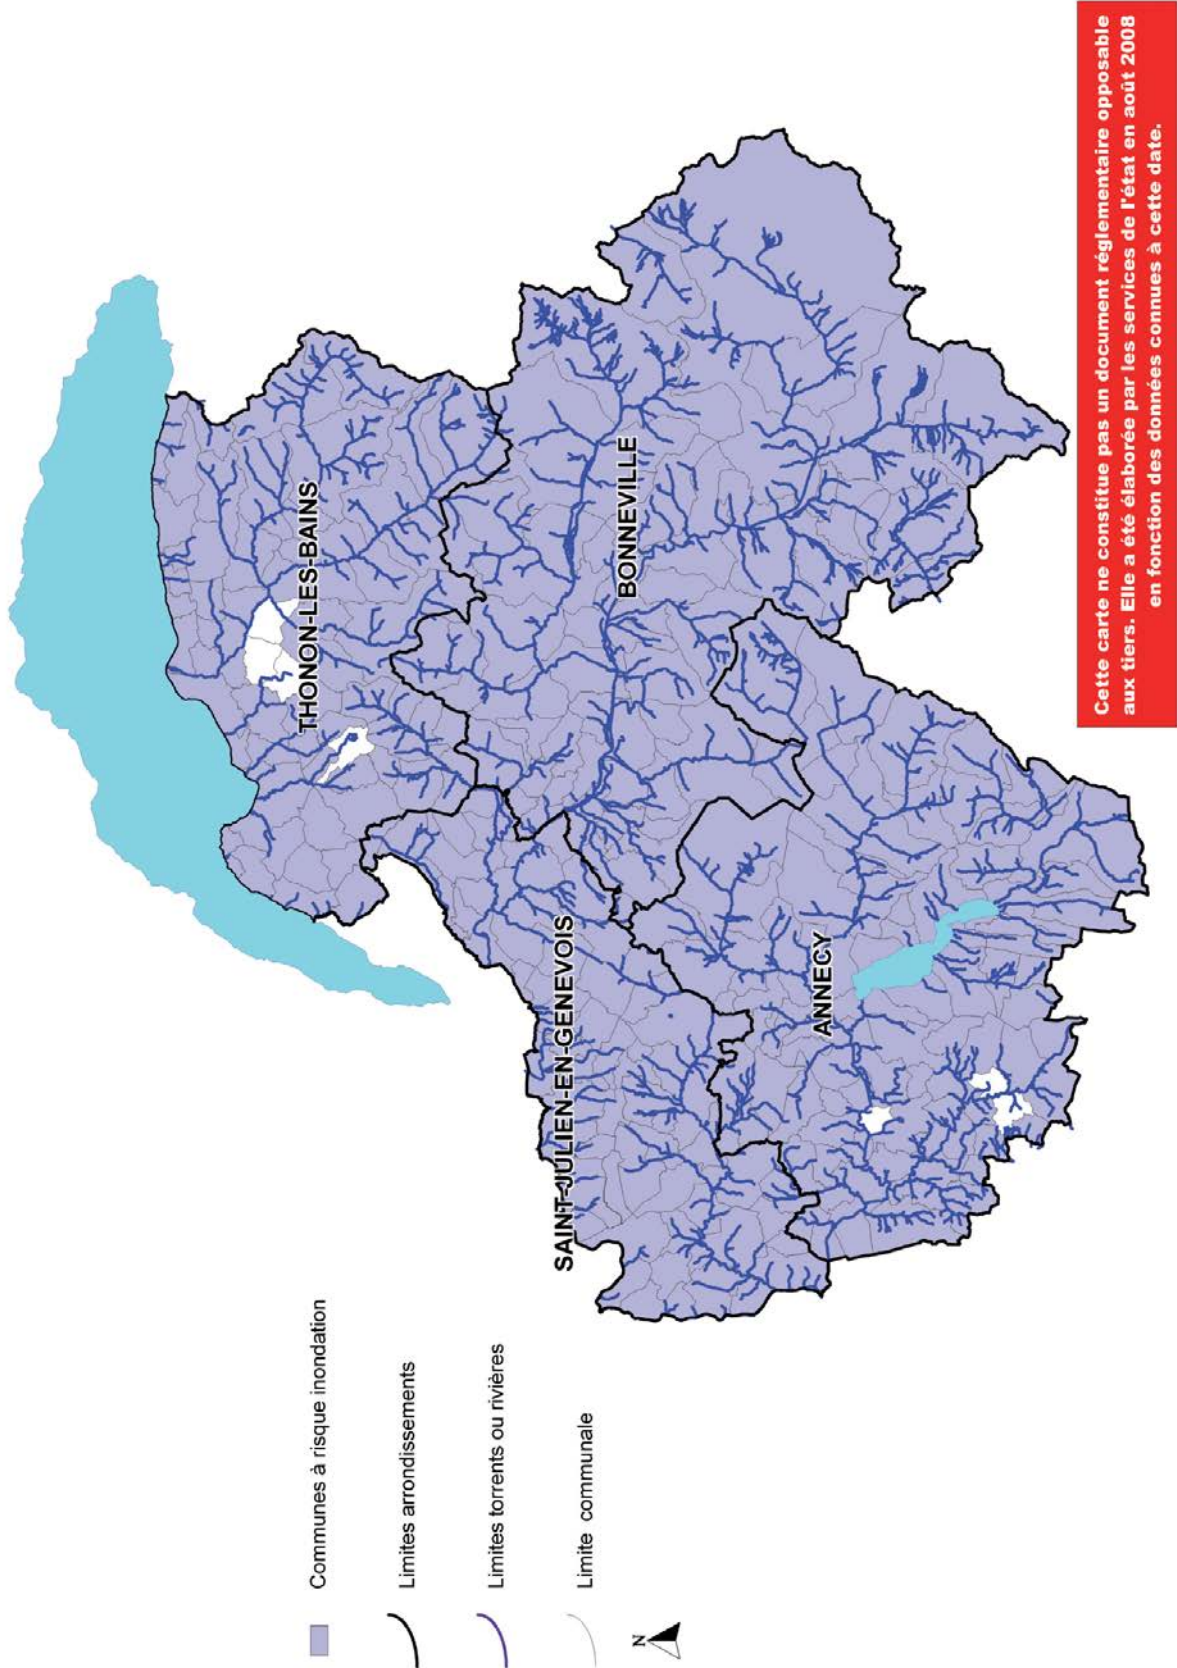 THONON-LES-BAINS
BONNEVILLE
SAINT-JULIEN-EN-GENEVOIS
ANNECY
Communes à risque inondation
Limites arrondissements
Limites torrents ou rivières
Limite communale
N
Cette carte ne constitue pas un document réglementaire opposable
aux tiers. Elle a été élaborée par les services de l'état en août 2008
en fonction des données connues à cette date.